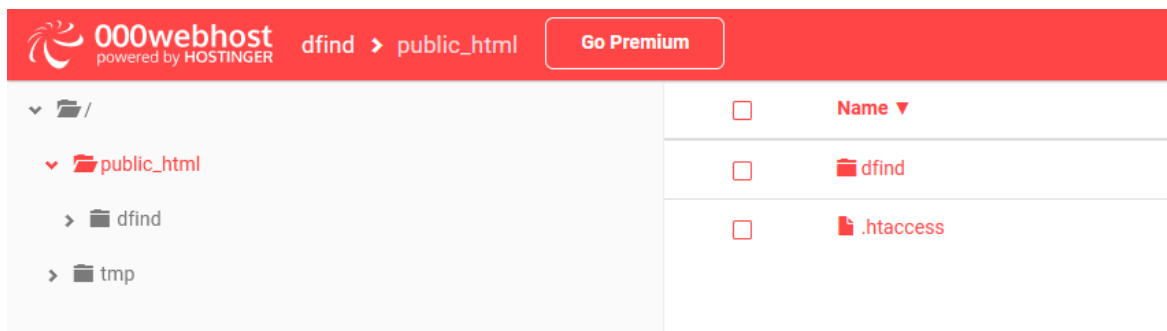 000webhost
powered by HOSTINGER
dfind > public_html
Go Premium
/
public_html
dfind
tmp
Name ▼
dfind
.htaccess